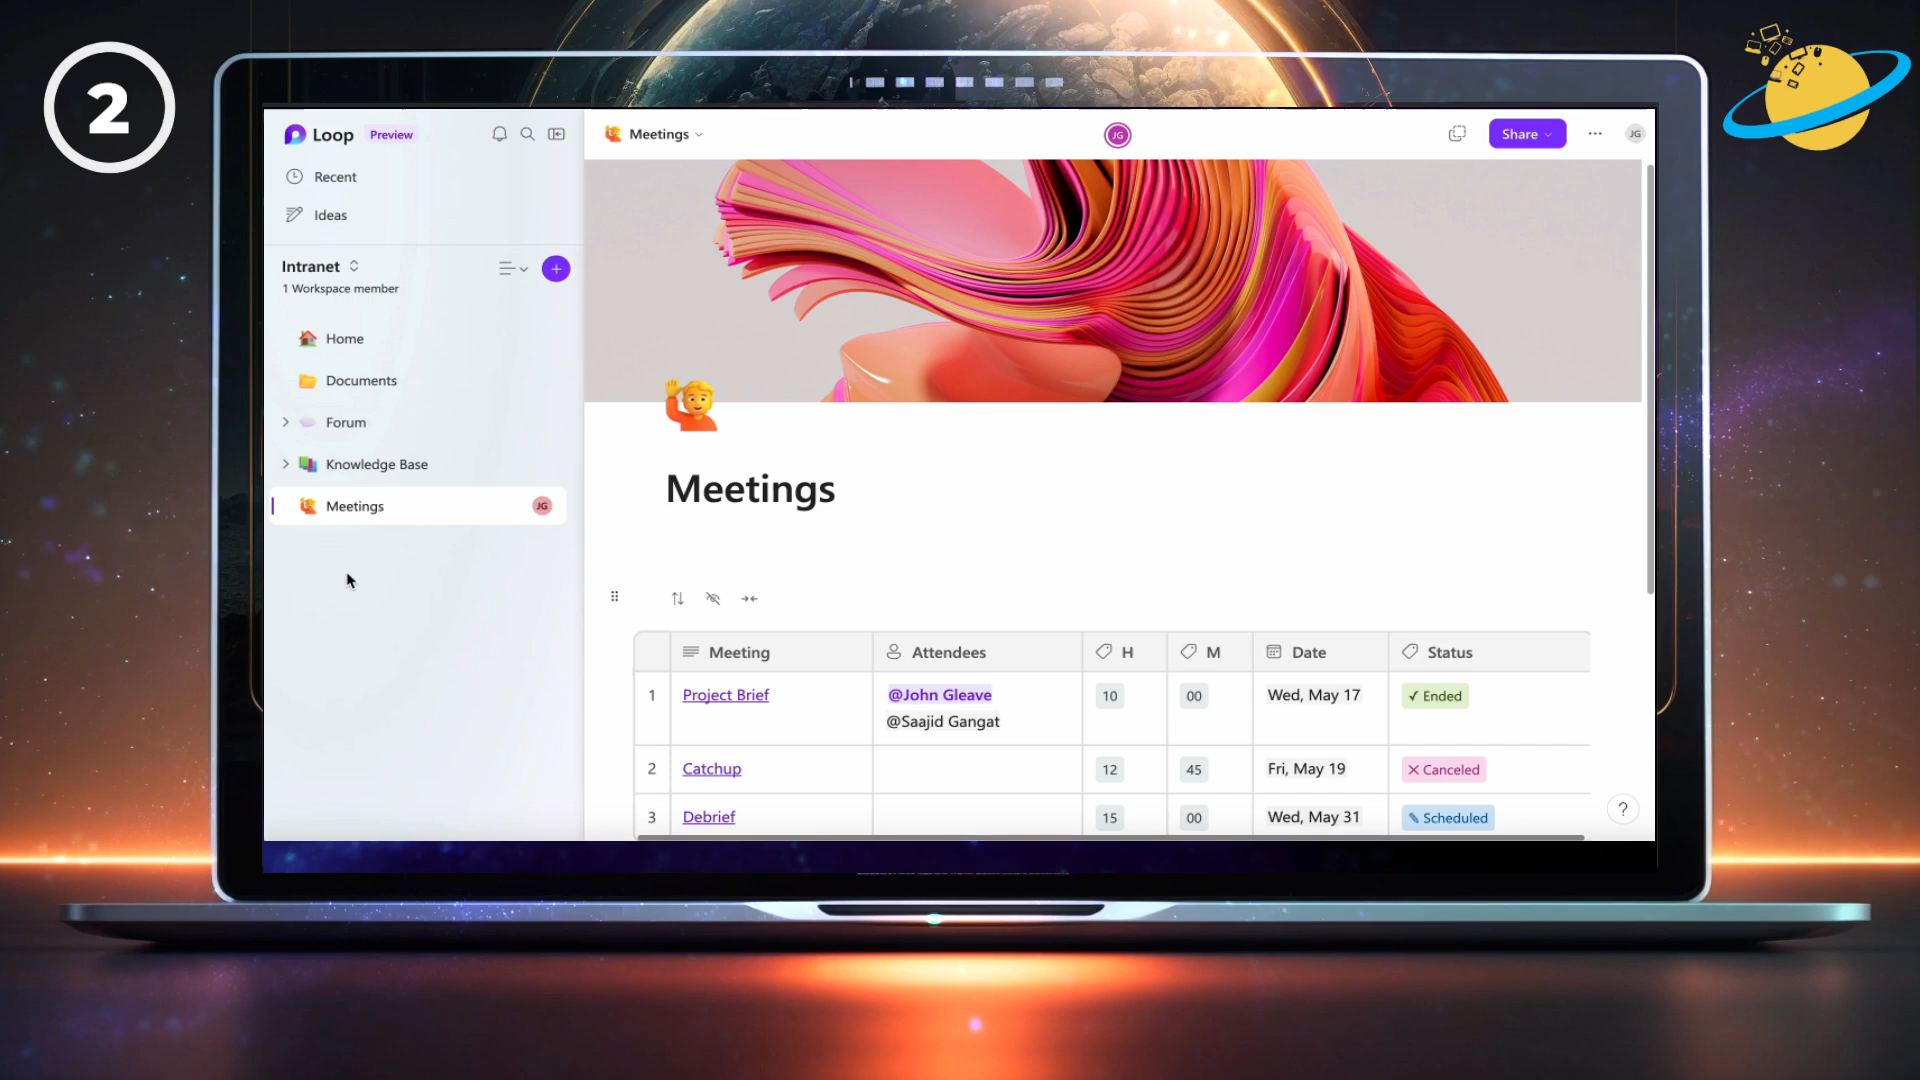 2
Loop Preview
Recent
Ideas
Intranet
1 Workspace member
Home
Documents
Forum
Knowledge Base
Meetings JG
Meetings JG Share ... JG
Meetings
Meeting Attendees H M Date Status
1 Project Brief @John Gleave 10 00 Wed, May 17 ✓ Ended
@Saajid Gangat
2 Catchup 12 45 Fri, May 19 ✕ Canceled
3 Debrief 15 00 Wed, May 31 ✎ Scheduled
?